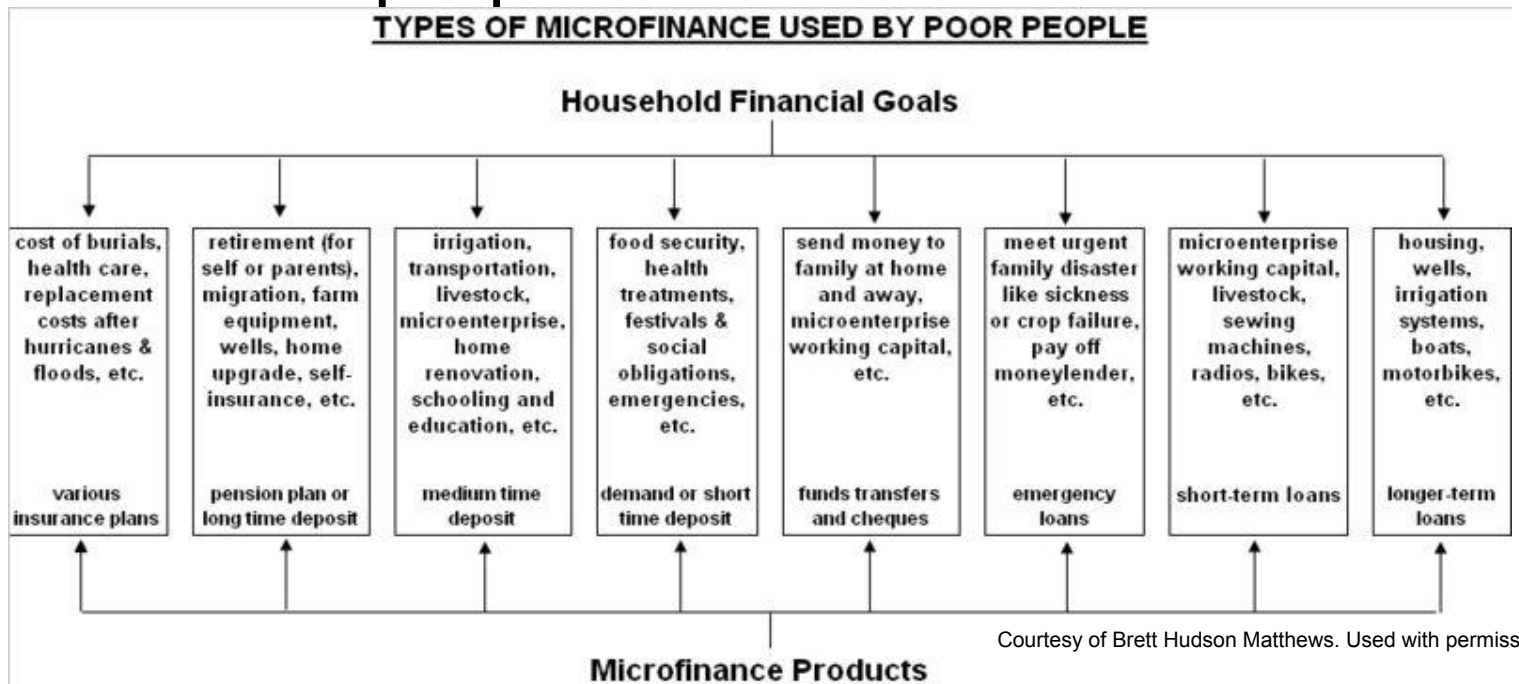 TYPES OF MICROFINANCE USED BY POOR PEOPLE
Household Financial Goals
cost of burials,
health care,
replacement
costs after
hurricanes &
floods, etc.
various
insurance plans
retirement (for
self or parents),
migration, farm
equipment,
wells, home
upgrade, self-
insurance, etc.
pension plan or
long time deposit
irrigation,
transportation,
livestock,
microenterprise,
home
renovation,
schooling and
education, etc.
medium time
deposit
food security,
health
treatments,
festivals &
social
obligations,
emergencies,
etc.
demand or short
time deposit
send money to
family at home
and away,
microenterprise
working capital,
etc.
funds transfers
and cheques
meet urgent
family disaster
like sickness
or crop failure,
pay off
moneylender,
etc.
emergency
loans
microenterprise
working capital,
livestock,
sewing
machines,
radios, bikes,
etc.
short-term loans
housing,
wells,
irrigation
systems,
boats,
motorbikes,
etc.
longer-term
loans
Courtesy of Brett Hudson Matthews. Used with permiss
Microfinance Products